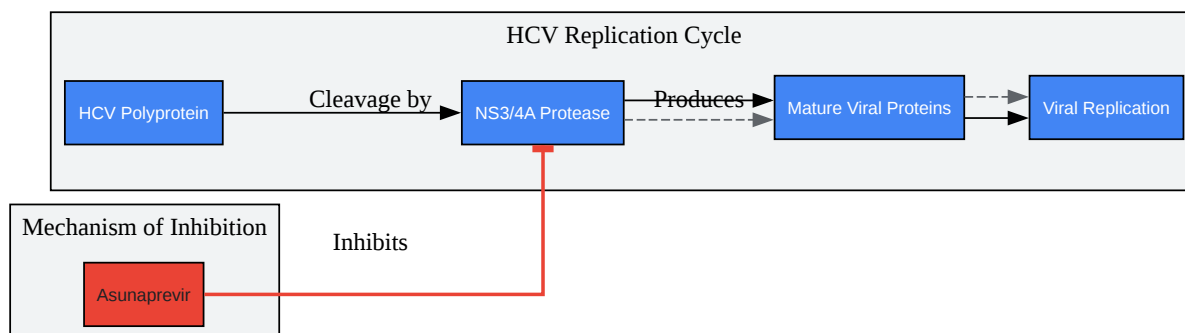 HCV Replication Cycle
HCV Polyprotein
Cleavage by
NS3/4A Protease
Produces
Mature Viral Proteins
Viral Replication
Mechanism of Inhibition
Inhibits
Asunaprevir